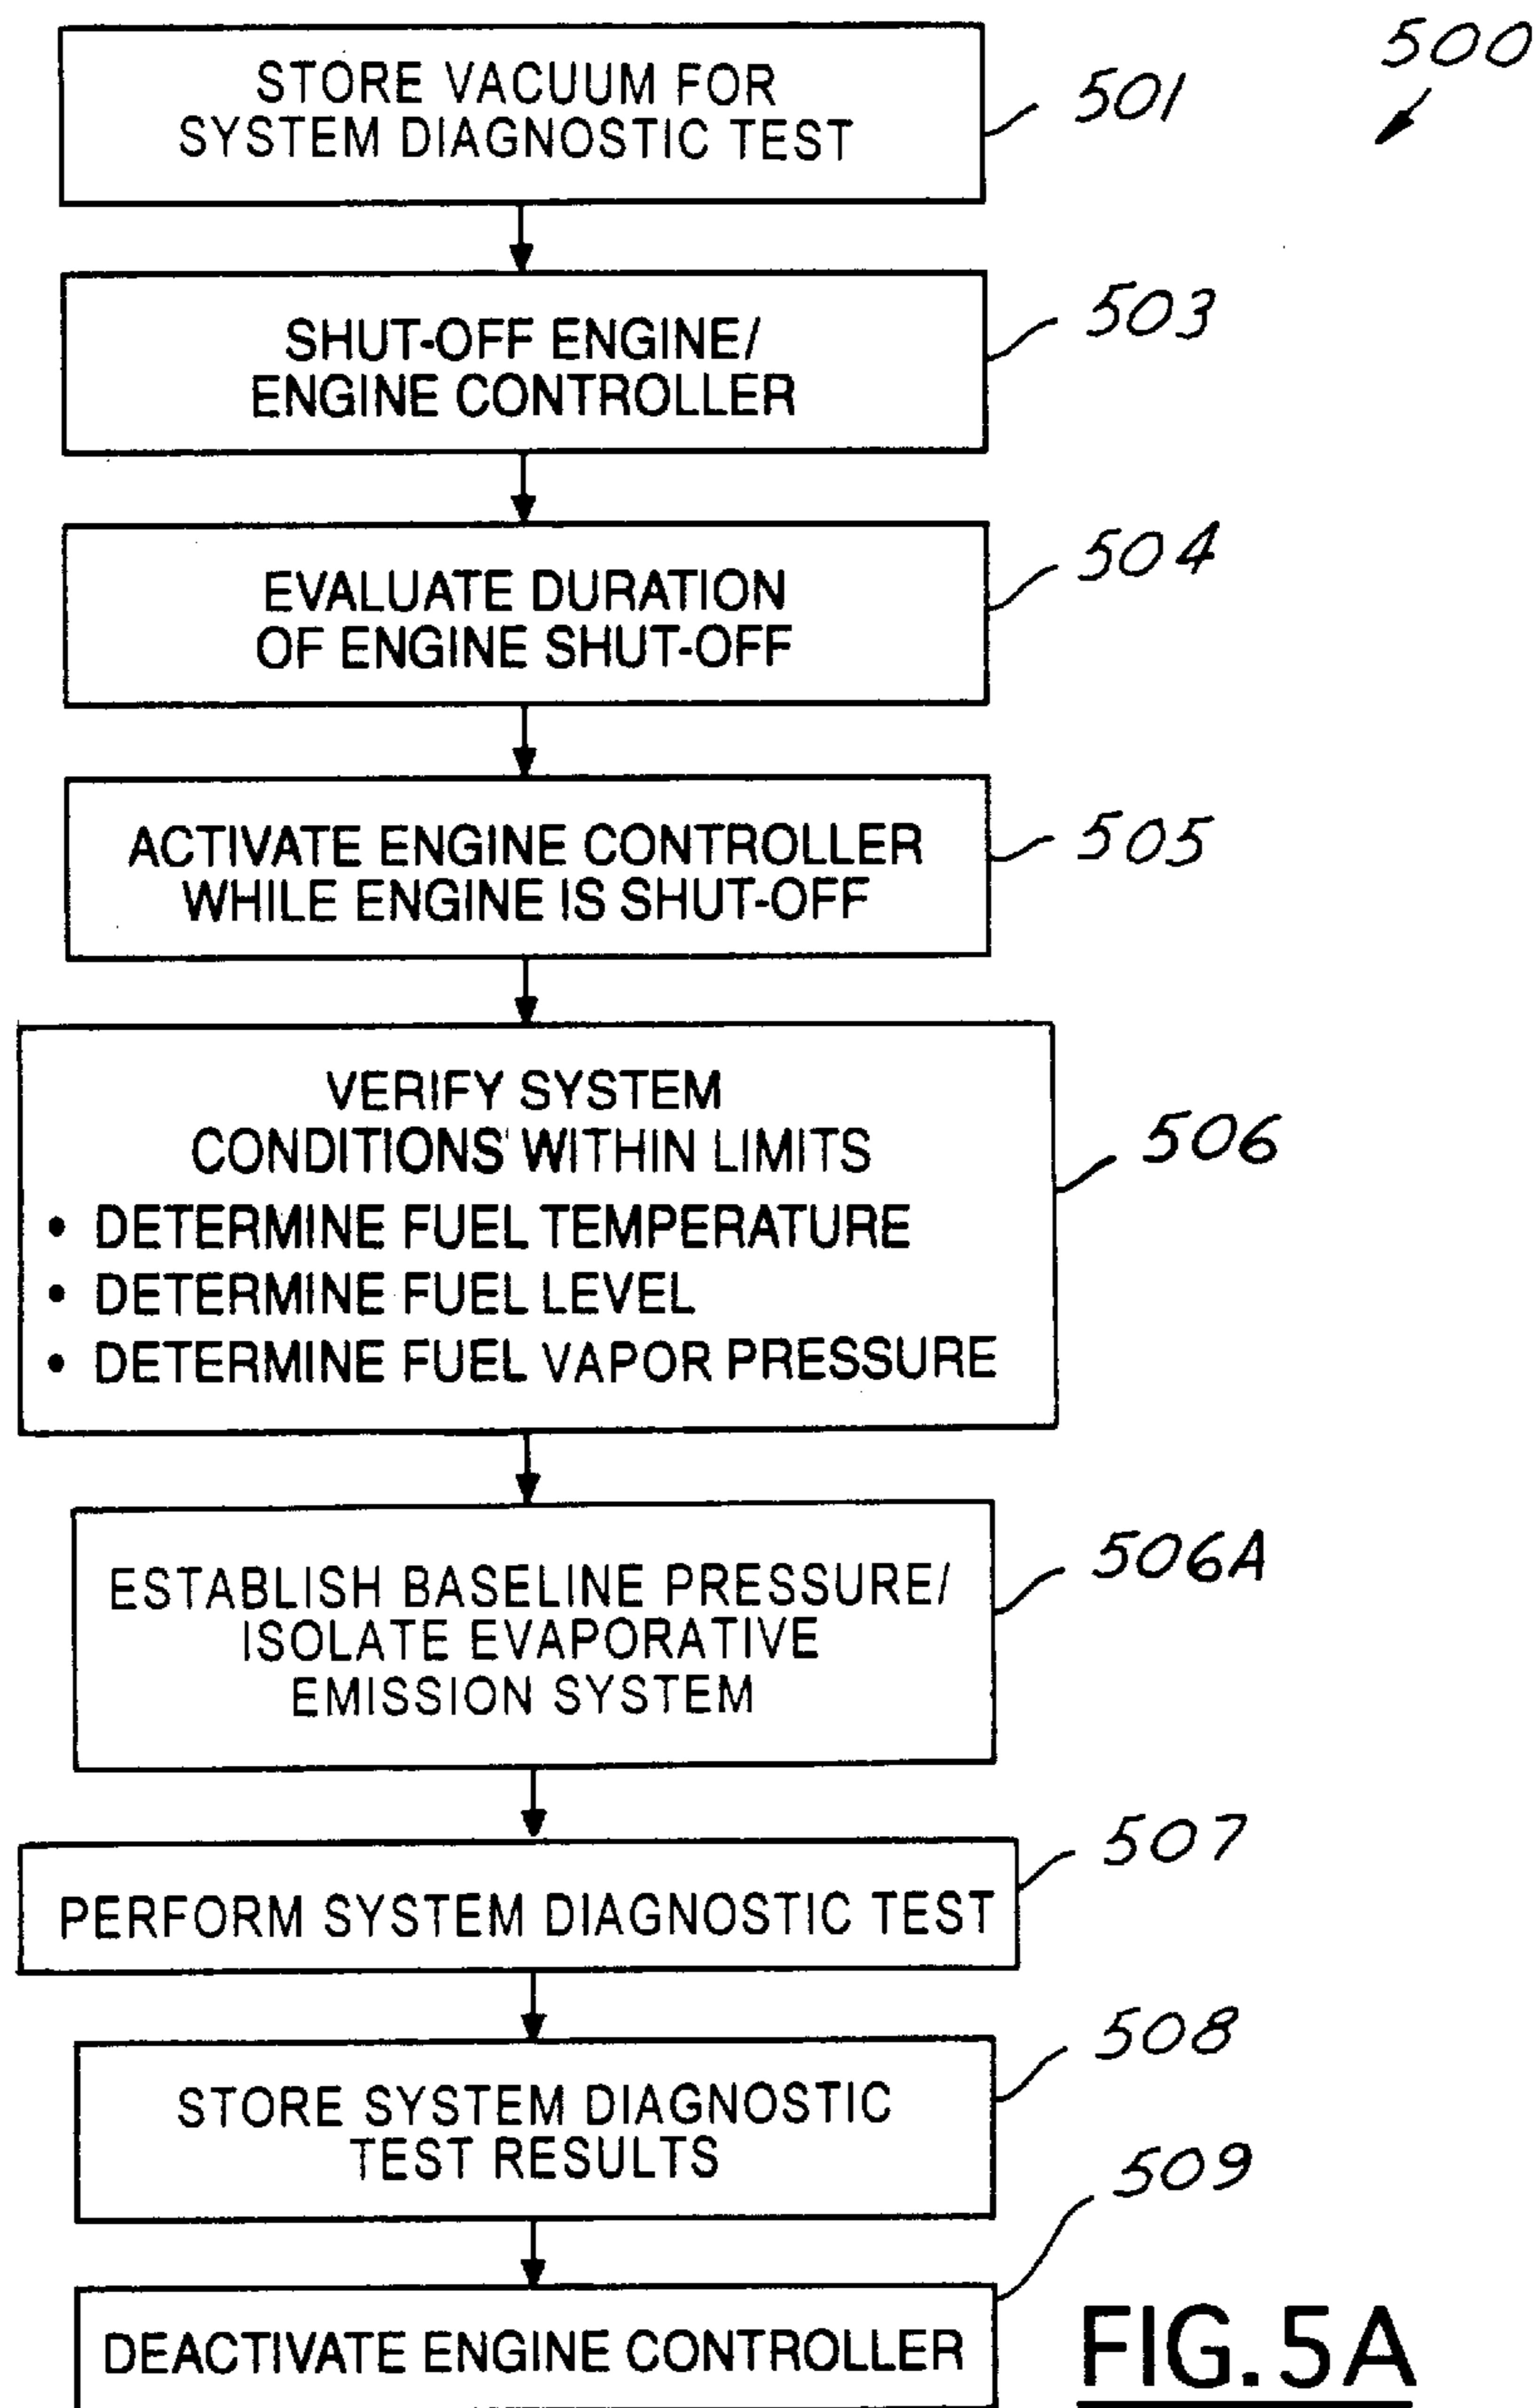 500
STORE VACUUM FOR
SYSTEM DIAGNOSTIC TEST
501
SHUT-OFF ENGINE/
ENGINE CONTROLLER
503
EVALUATE DURATION
OF ENGINE SHUT-OFF
504
ACTIVATE ENGINE CONTROLLER
WHILE ENGINE IS SHUT-OFF
505
VERIFY SYSTEM
CONDITIONS WITHIN LIMITS
• DETERMINE FUEL TEMPERATURE
• DETERMINE FUEL LEVEL
• DETERMINE FUEL VAPOR PRESSURE
506
ESTABLISH BASELINE PRESSURE/
ISOLATE EVAPORATIVE
EMISSION SYSTEM
506A
PERFORM SYSTEM DIAGNOSTIC TEST
507
STORE SYSTEM DIAGNOSTIC
TEST RESULTS
508
DEACTIVATE ENGINE CONTROLLER
509
FIG.5A